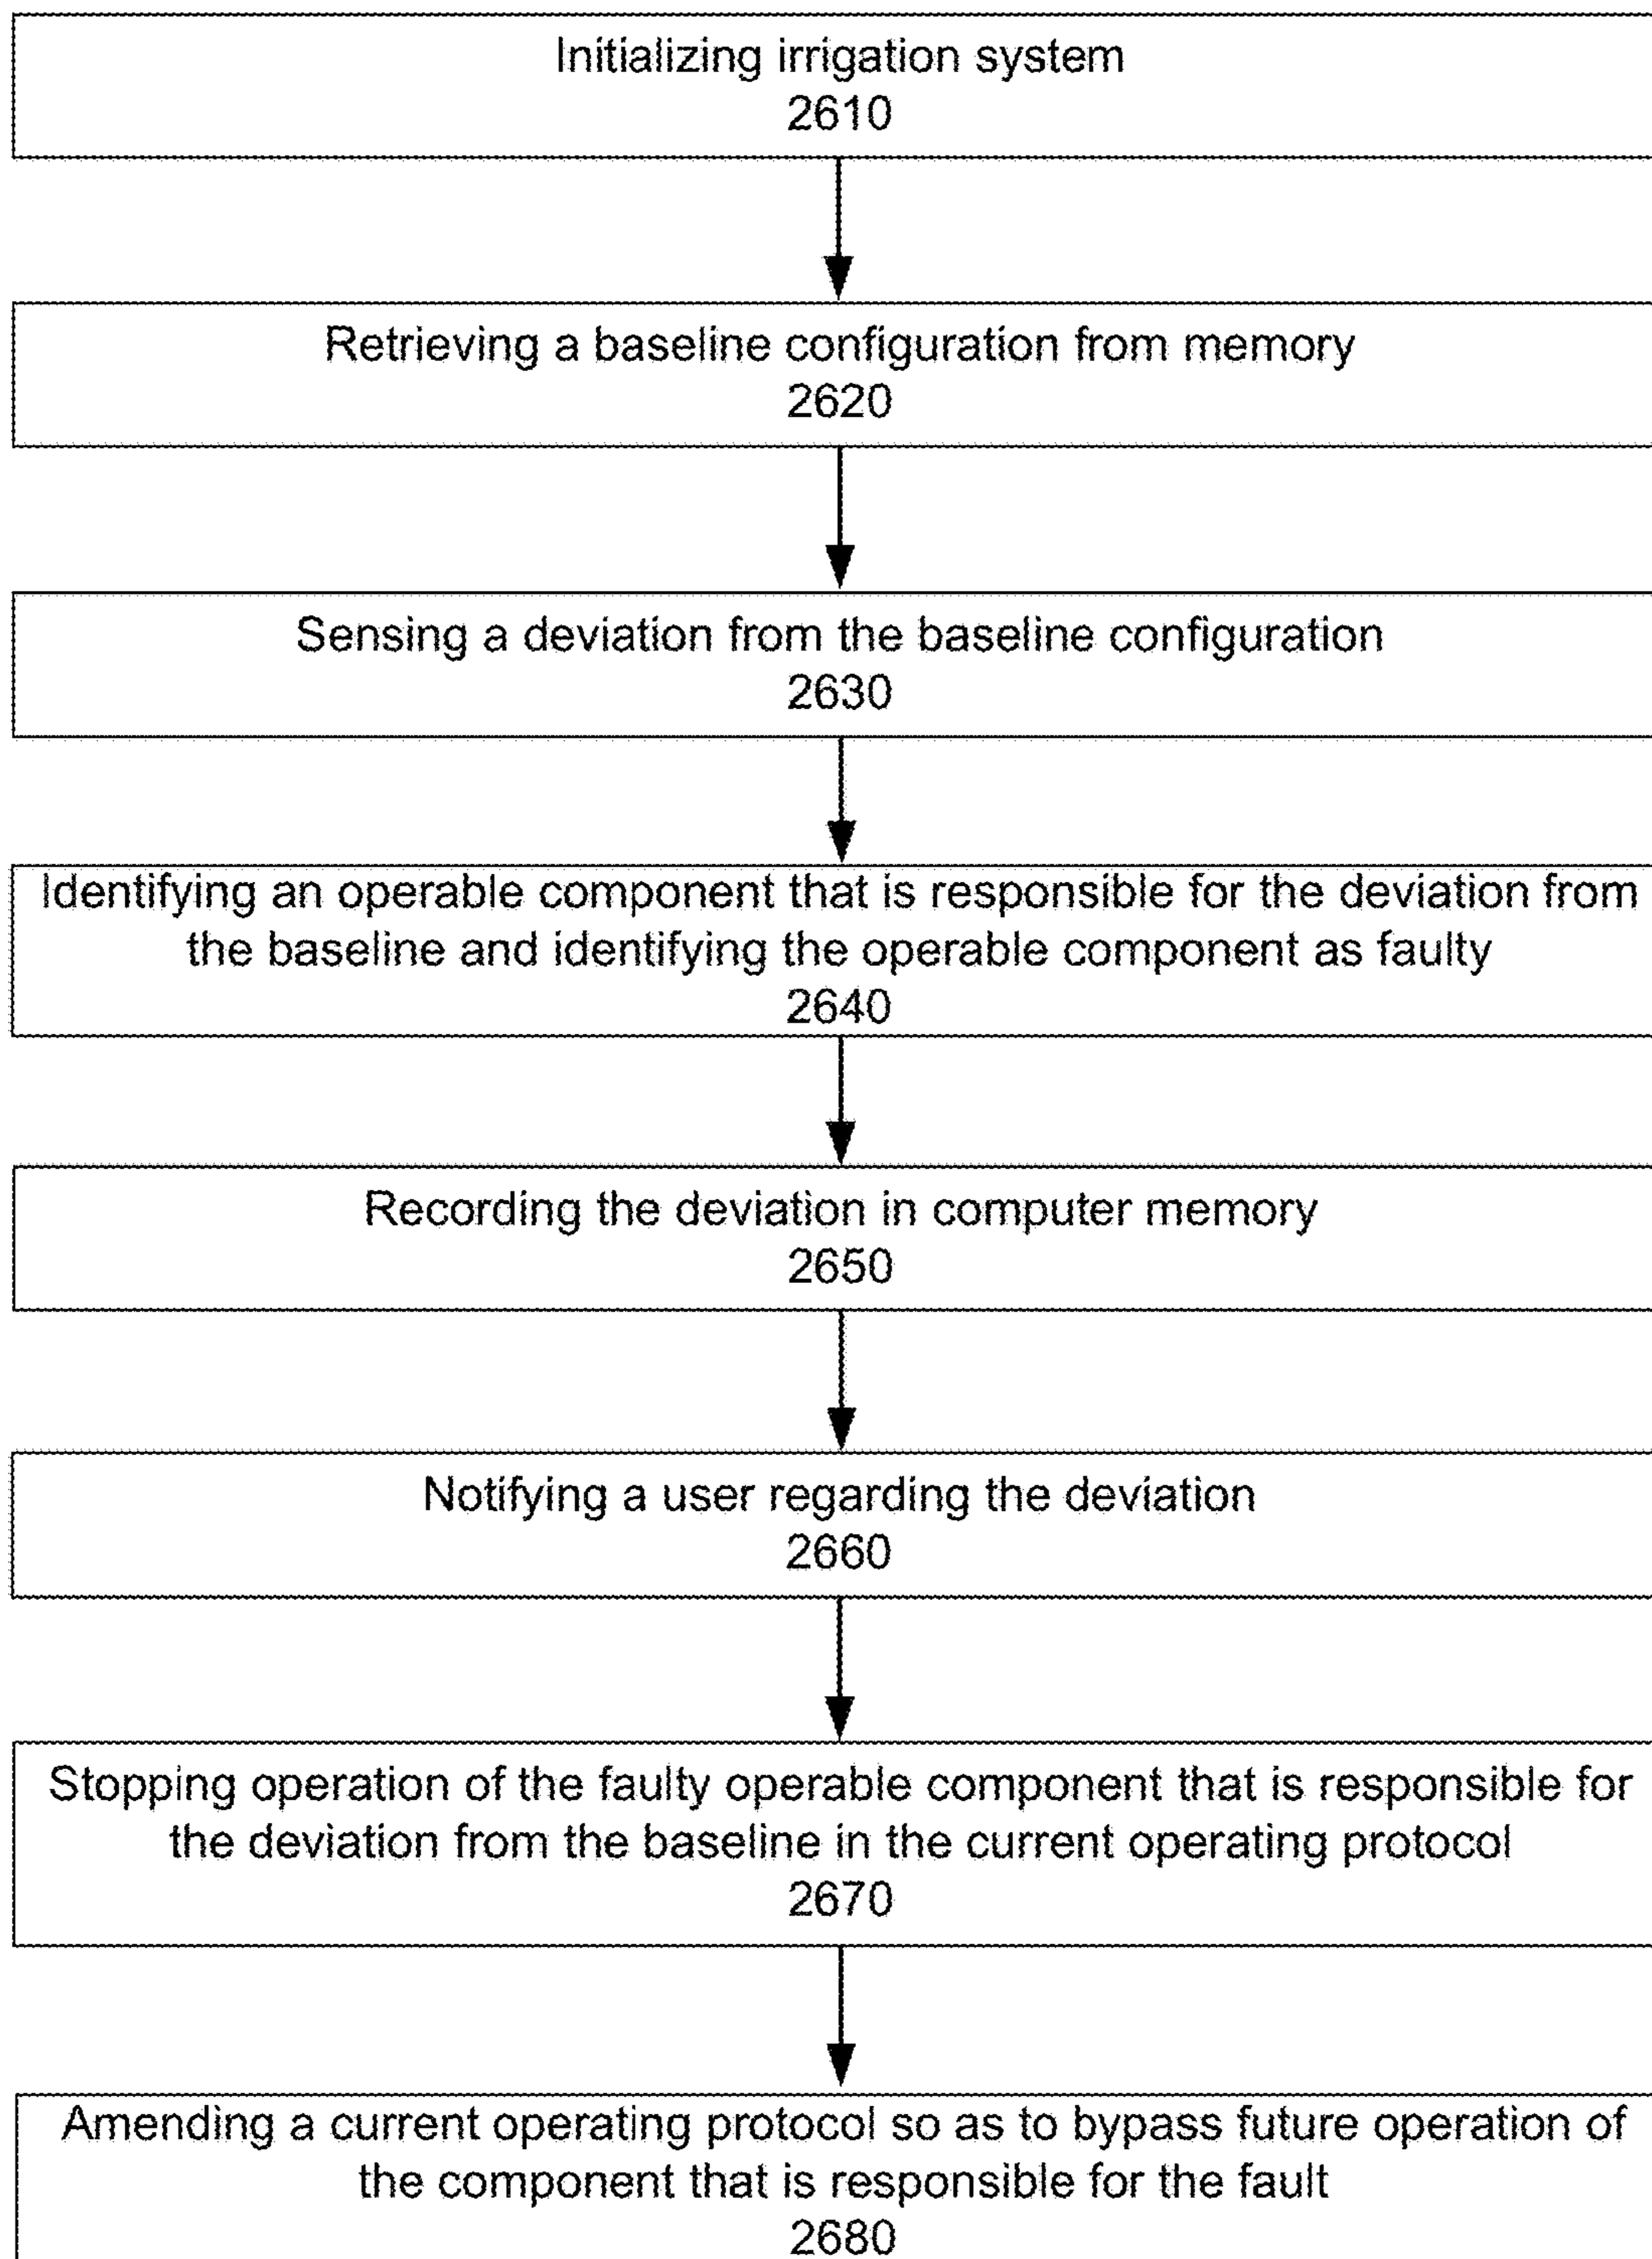 Initializing irrigation system
2610
Retrieving a baseline configuration from memory
2620
Sensing a deviation from the baseline configuration
2630
Identifying an operable component that is responsible for the deviation from
the baseline and identifying the operable component as faulty
2640
Recording the deviation in computer memory
2650
Notifying a user regarding the deviation
2660
Stopping operation of the faulty operable component that is responsible for
the deviation from the baseline in the current operating protocol
2670
Amending a current operating protocol so as to bypass future operation of
the component that is responsible for the fault
2680